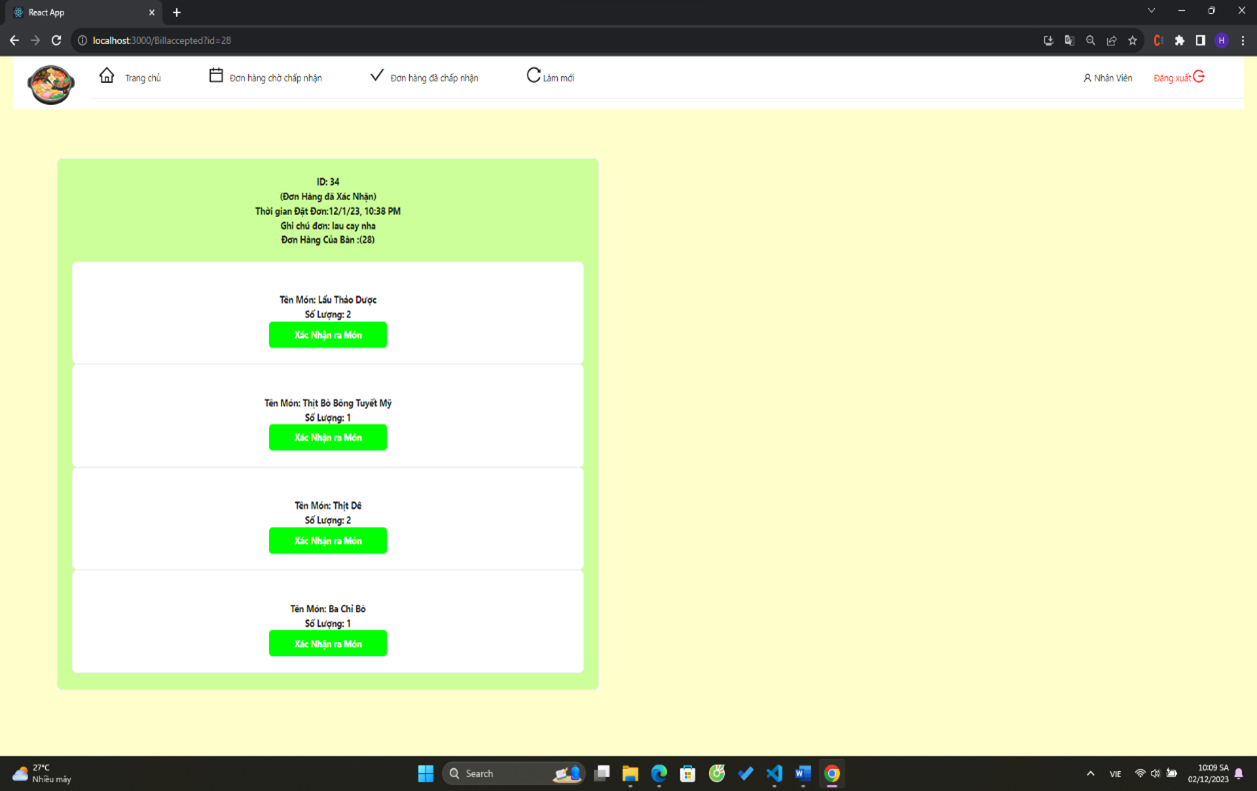 React App
localhost:3000/Billaccepted?id=28
H
Trang chủ
Đơn hàng chờ chấp nhận
Đơn hàng đã chấp nhận
Làm mới
Nhân Viên
Đăng xuất
ID: 34
(Đơn Hàng đã Xác Nhận)
Thời gian Đặt Đơn:12/1/23, 10:38 PM
Ghi chú đơn: lau cay nha
Đơn Hàng Của Bàn :(28)
Tên Món: Lẩu Thảo Dược
Số Lượng: 2
Xác Nhận ra Món
Tên Món: Thịt Bò Bông Tuyết Mỹ
Số Lượng: 1
Xác Nhận ra Món
Tên Món: Thịt Dê
Số Lượng: 2
Xác Nhận ra Món
Tên Món: Ba Chỉ Bò
Số Lượng: 1
Xác Nhận ra Món
27°C
Nhiều mây
Search
VIE
10:09 SA
02/12/2023